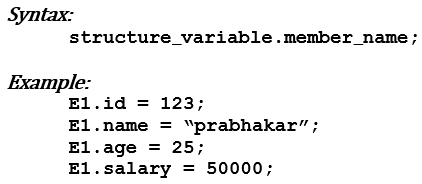 Syntax:
structure_variable.member_name;
Example:
E1.id = 123;
E1.name = “prabhakar”;
E1.age = 25;
E1.salary = 50000;